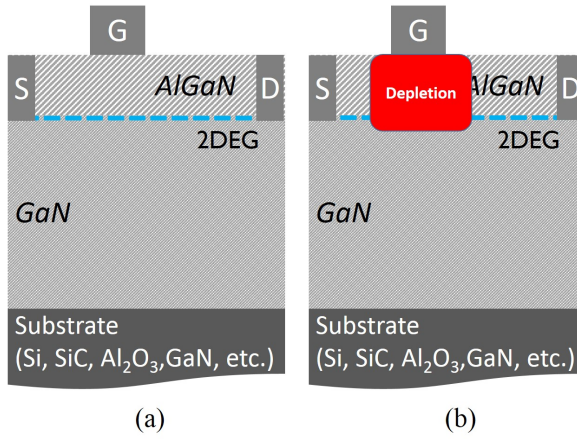 G
S
AlGaN
D
2DEG
GaN
Substrate
(Si, SiC, Al₂O₃,GaN, etc.)
(a)
G
S
Depletion
AlGaN
D
2DEG
GaN
Substrate
(Si, SiC, Al₂O₃,GaN, etc.)
(b)